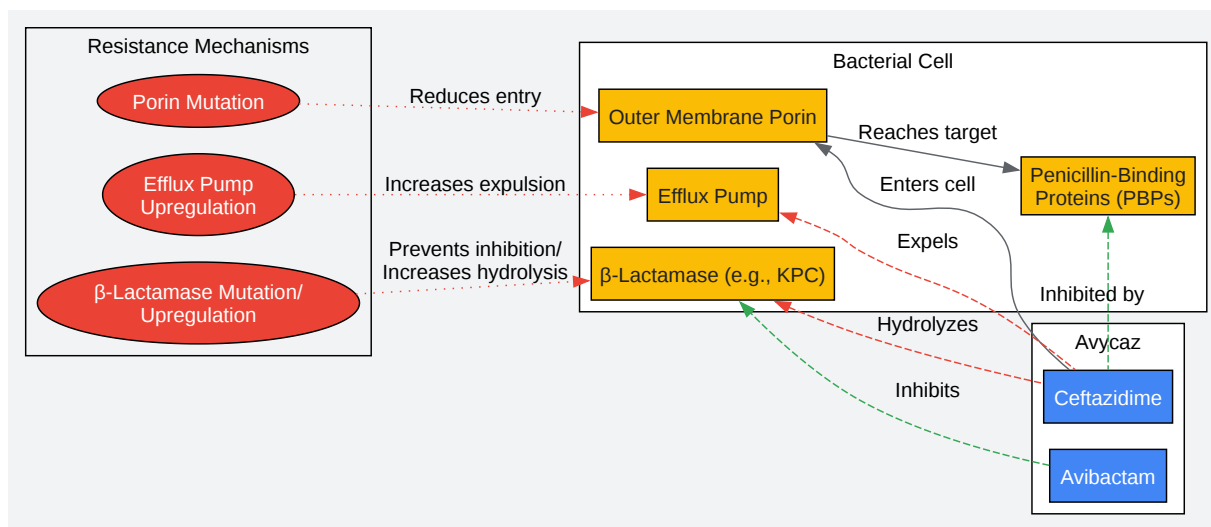 Resistance Mechanisms
Porin Mutation
Efflux Pump
Upregulation
β-Lactamase Mutation/
Upregulation
Reduces entry
Increases expulsion
Prevents inhibition/
Increases hydrolysis
Bacterial Cell
Outer Membrane Porin
Efflux Pump
β-Lactamase (e.g., KPC)
Reaches target
Penicillin-Binding
Proteins (PBPs)
Enters cell
Expels
Inhibited by
Hydrolyzes
Inhibits
Avycaz
Ceftazidime
Avibactam